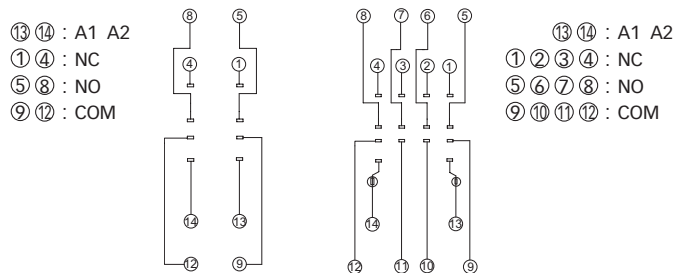 ⑬ ⑭ : A1 A2
① ④ : NC
⑤ ⑧ : NO
⑨ ⑫ : COM
⑧ ⑤
④ ①
⑭ ⑬
⑫ ⑨
⑧ ⑦ ⑥ ⑤
④ ③ ② ①
⑭ ⑬
⑫ ⑪ ⑩ ⑨
⑬ ⑭ : A1 A2
① ② ③ ④ : NC
⑤ ⑥ ⑦ ⑧ : NO
⑨ ⑩ ⑪ ⑫ : COM